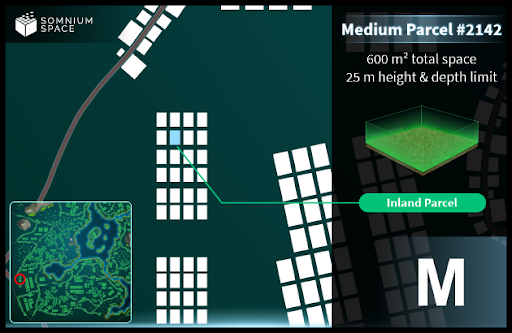 SOMNIUM
SPACE
Medium Parcel #2142
600 m² total space
25 m height & depth limit
Inland Parcel
M